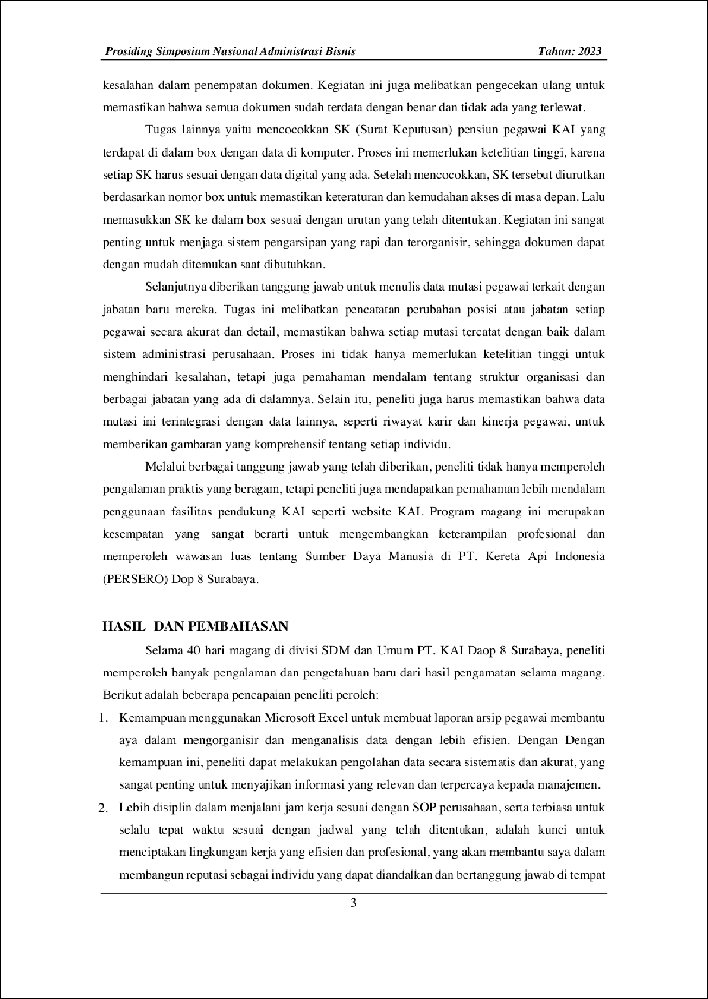 Prosiding Simposium Nasional Administrasi Bisnis Tahun: 2023
kesalahan dalam penempatan dokumen. Kegiatan ini juga melibatkan pengecekan ulang untuk
memastikan bahwa semua dokumen sudah terdata dengan benar dan tidak ada yang terlewat.
Tugas lainnya yaitu mencocokkan SK (Surat Keputusan) pensiun pegawai KAI yang
terdapat di dalam box dengan data di komputer. Proses ini memerlukan ketelitian tinggi, karena
setiap SK harus sesuai dengan data digital yang ada. Setelah mencocokkan, SK tersebut diurutkan
berdasarkan nomor box untuk memastikan keteraturan dan kemudahan akses di masa depan. Lalu
memasukkan SK ke dalam box sesuai dengan urutan yang telah ditentukan. Kegiatan ini sangat
penting untuk menjaga sistem pengarsipan yang rapi dan terorganisir, sehingga dokumen dapat
dengan mudah ditemukan saat dibutuhkan.
Selanjutnya diberikan tanggung jawab untuk menulis data mutasi pegawai terkait dengan
jabatan baru mereka. Tugas ini melibatkan pencatatan perubahan posisi atau jabatan setiap
pegawai secara akurat dan detail, memastikan bahwa setiap mutasi tercatat dengan baik dalam
sistem administrasi perusahaan. Proses ini tidak hanya memerlukan ketelitian tinggi untuk
menghindari kesalahan, tetapi juga pemahaman mendalam tentang struktur organisasi dan
berbagai jabatan yang ada di dalamnya. Selain itu, peneliti juga harus memastikan bahwa data
mutasi ini terintegrasi dengan data lainnya, seperti riwayat karir dan kinerja pegawai, untuk
memberikan gambaran yang komprehensif tentang setiap individu.
Melalui berbagai tanggung jawab yang telah diberikan, peneliti tidak hanya memperoleh
pengalaman praktis yang beragam, tetapi peneliti juga mendapatkan pemahaman lebih mendalam
penggunaan fasilitas pendukung KAI seperti website KAI. Program magang ini merupakan
kesempatan yang sangat berarti untuk mengembangkan keterampilan profesional dan
memperoleh wawasan luas tentang Sumber Daya Manusia di PT. Kereta Api Indonesia
(PERSERO) Dop 8 Surabaya.
HASIL DAN PEMBAHASAN
Selama 40 hari magang di divisi SDM dan Umum PT. KAI Daop 8 Surabaya, peneliti
memperoleh banyak pengalaman dan pengetahuan baru dari hasil pengamatan selama magang.
Berikut adalah beberapa pencapaian peneliti peroleh:
1. Kemampuan menggunakan Microsoft Excel untuk membuat laporan arsip pegawai membantu
aya dalam mengorganisir dan menganalisis data dengan lebih efisien. Dengan Dengan
kemampuan ini, peneliti dapat melakukan pengolahan data secara sistematis dan akurat, yang
sangat penting untuk menyajikan informasi yang relevan dan terpercaya kepada manajemen.
2. Lebih disiplin dalam menjalani jam kerja sesuai dengan SOP perusahaan, serta terbiasa untuk
selalu tepat waktu sesuai dengan jadwal yang telah ditentukan, adalah kunci untuk
menciptakan lingkungan kerja yang efisien dan profesional, yang akan membantu saya dalam
membangun reputasi sebagai individu yang dapat diandalkan dan bertanggung jawab di tempat
3